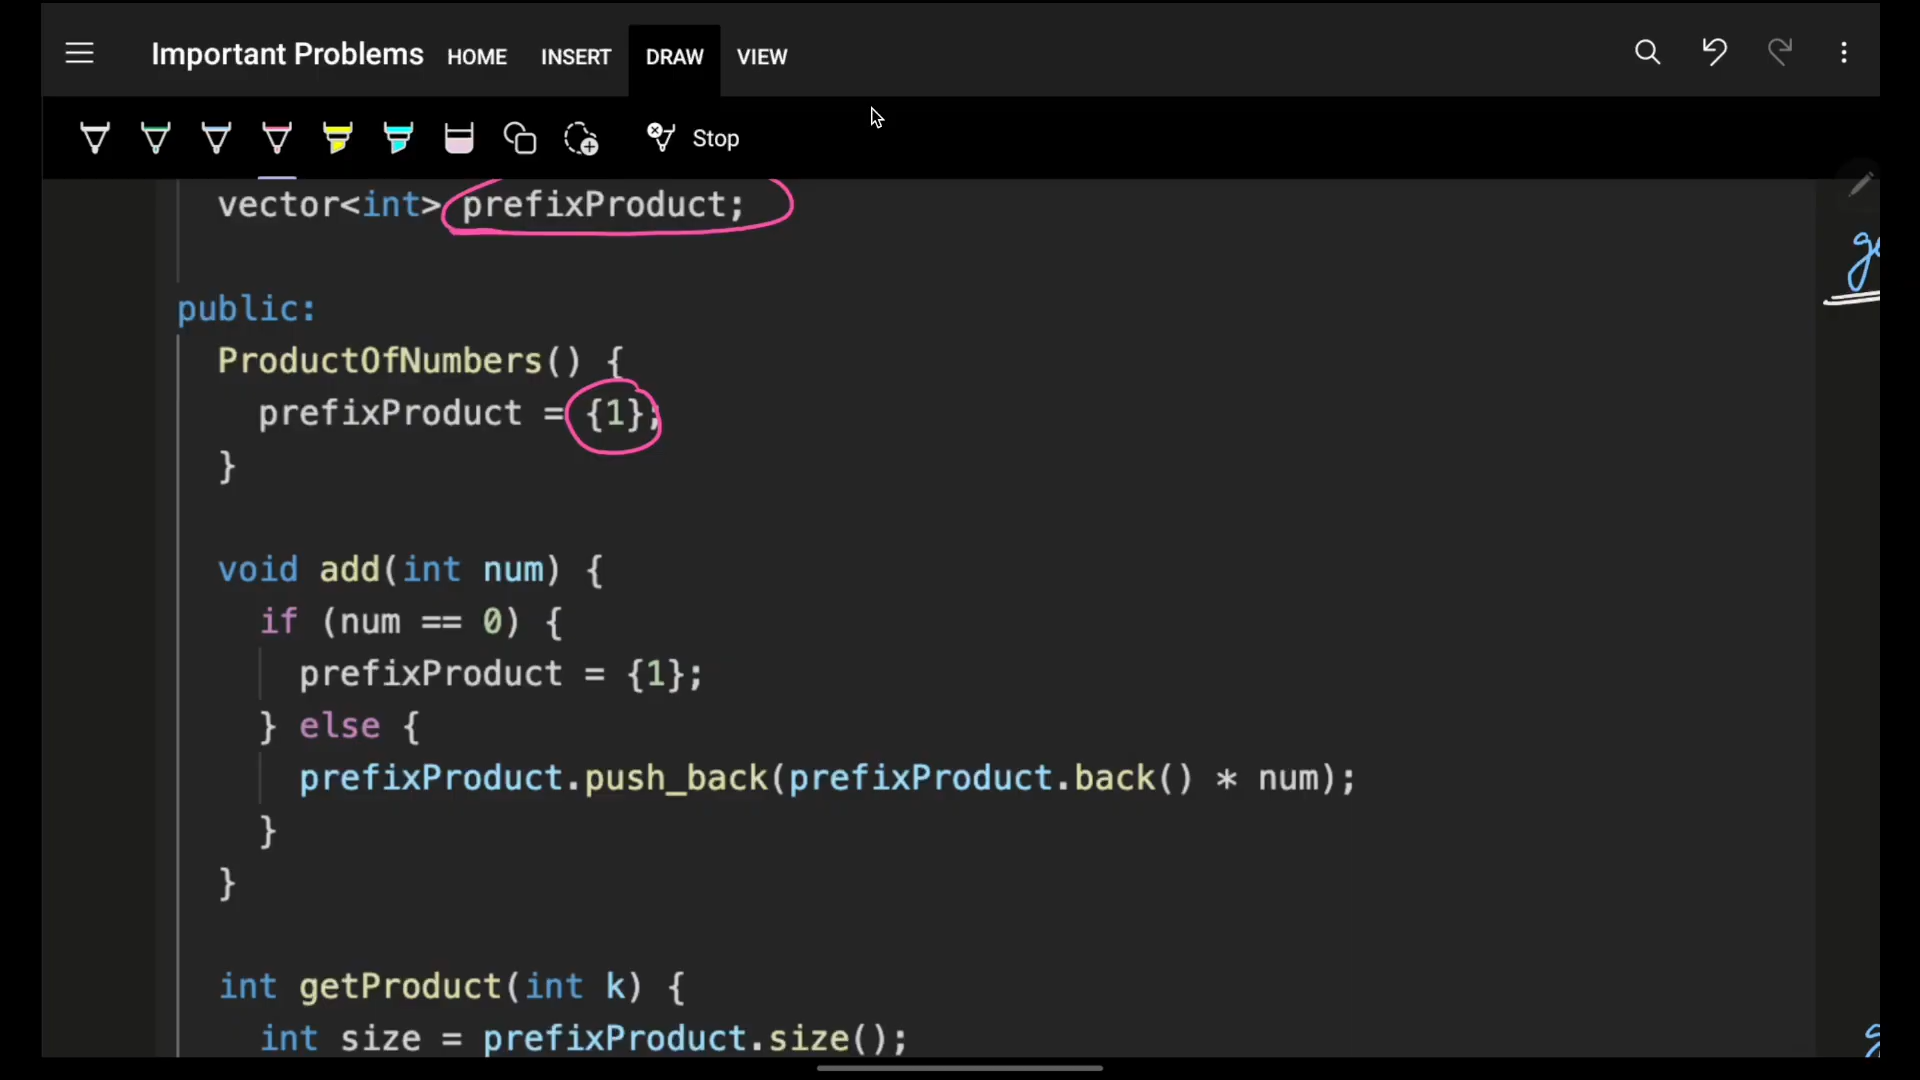 Important Problems HOME INSERT DRAW VIEW
Stop
vector<int> prefixProduct;
public:
ProductOfNumbers() {
prefixProduct = {1};
}
void add(int num) {
if (num == 0) {
prefixProduct = {1};
} else {
prefixProduct.push_back(prefixProduct.back() * num);
}
}
int getProduct(int k) {
int size = prefixProduct.size();